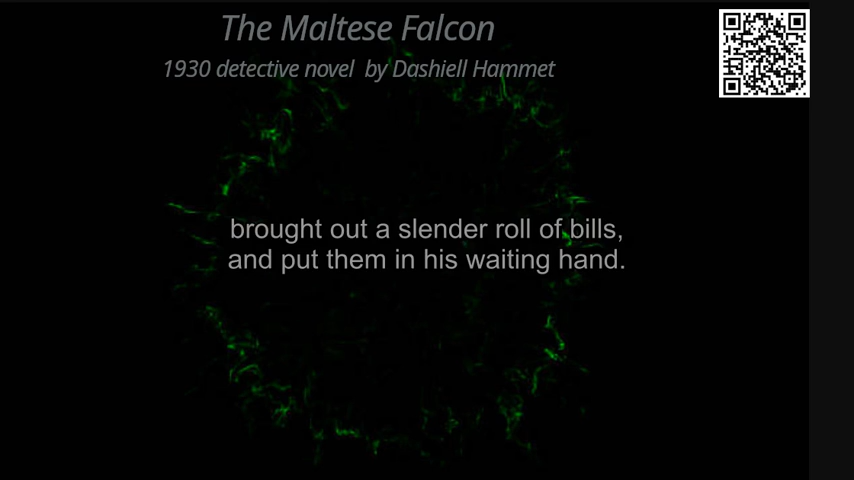 The Maltese Falcon
1930 detective novel by Dashiell Hammet
brought out a slender roll of bills,
and put them in his waiting hand.